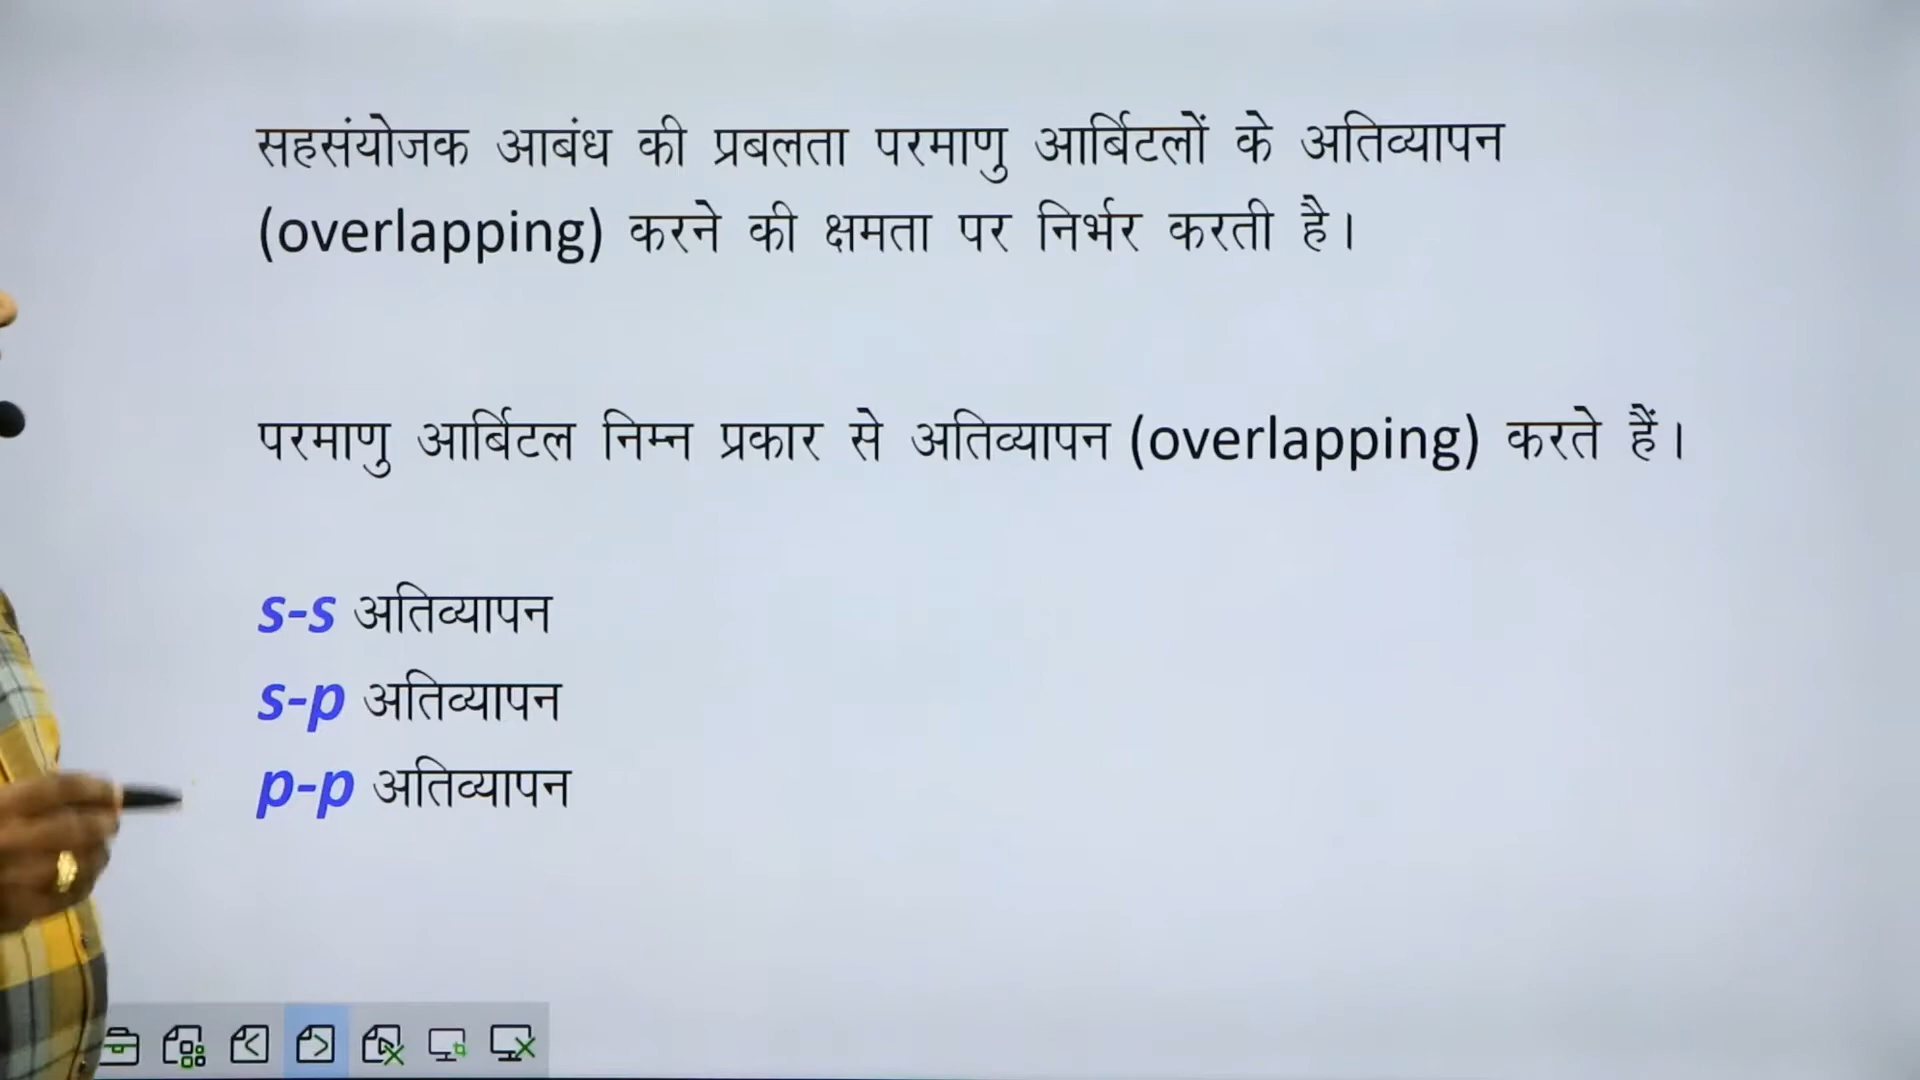 सहसंयोजक आबंध की प्रबलता परमाणु आर्बिटलों के अतिव्यापन
(overlapping) करने की क्षमता पर निर्भर करती है।
परमाणु आर्बिटल निम्न प्रकार से अतिव्यापन (overlapping) करते हैं।
s-s अतिव्यापन
s-p अतिव्यापन
p-p अतिव्यापन